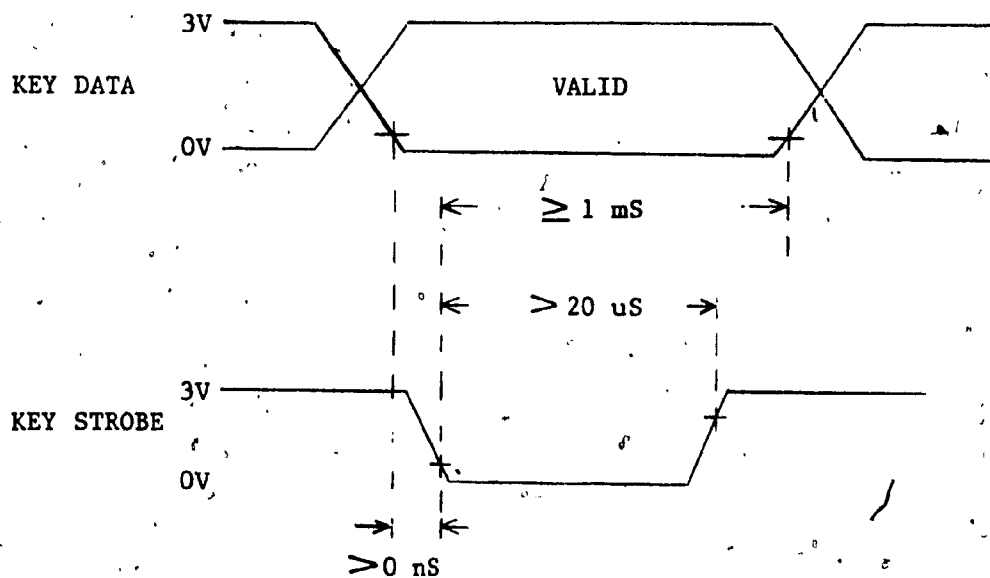 3V
KEY DATA
VALID
0V
≥ 1 mS
> 20 uS
3V
KEY STROBE
0V
>0 nS